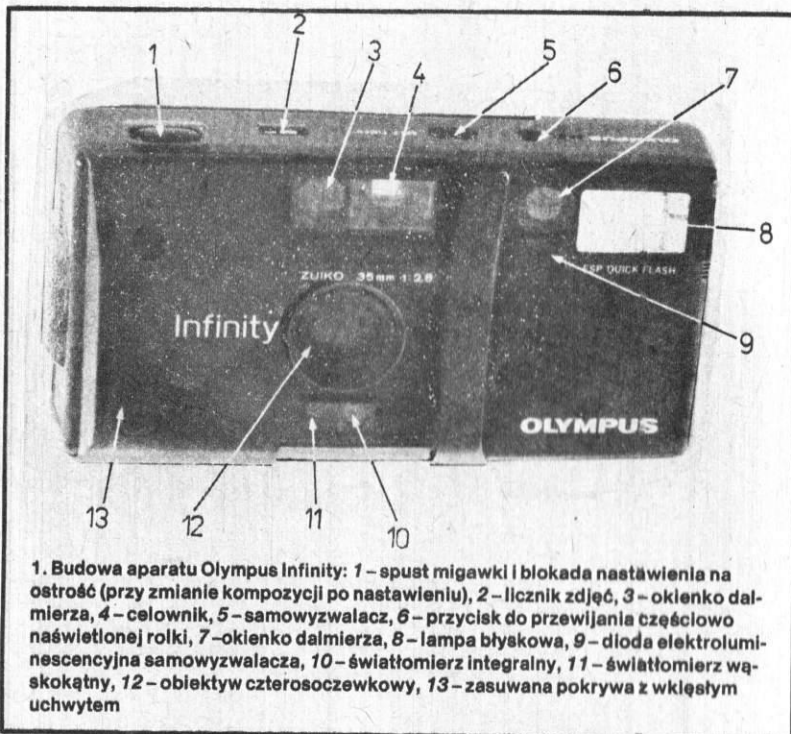 1 2 3 4 5 6 7
8
9
ZUIKO 35mm 1:2.8
ESP QUICK FLASH
Infinity
OLYMPUS
13 12 11 10
1. Budowa aparatu Olympus Infinity: 1 – spust migawki i blokada nastawienia na
ostrość (przy zmianie kompozycji po nastawieniu), 2 – licznik zdjęć, 3 – okienko dal-
mierza, 4 – celownik, 5 – samowyzwalacz, 6 – przycisk do przewijania częściowo
naświetlonej rolki, 7 –okienko dalmierza, 8 – lampa błyskowa, 9 – dioda elektrolumi-
nescencyjna samowyzwalacza, 10 – światłomierz integralny, 11 – światłomierz wą-
skokątny, 12 – obiektyw czterosoczewkowy, 13 – zasuwana pokrywa z wklęsłym
uchwytem